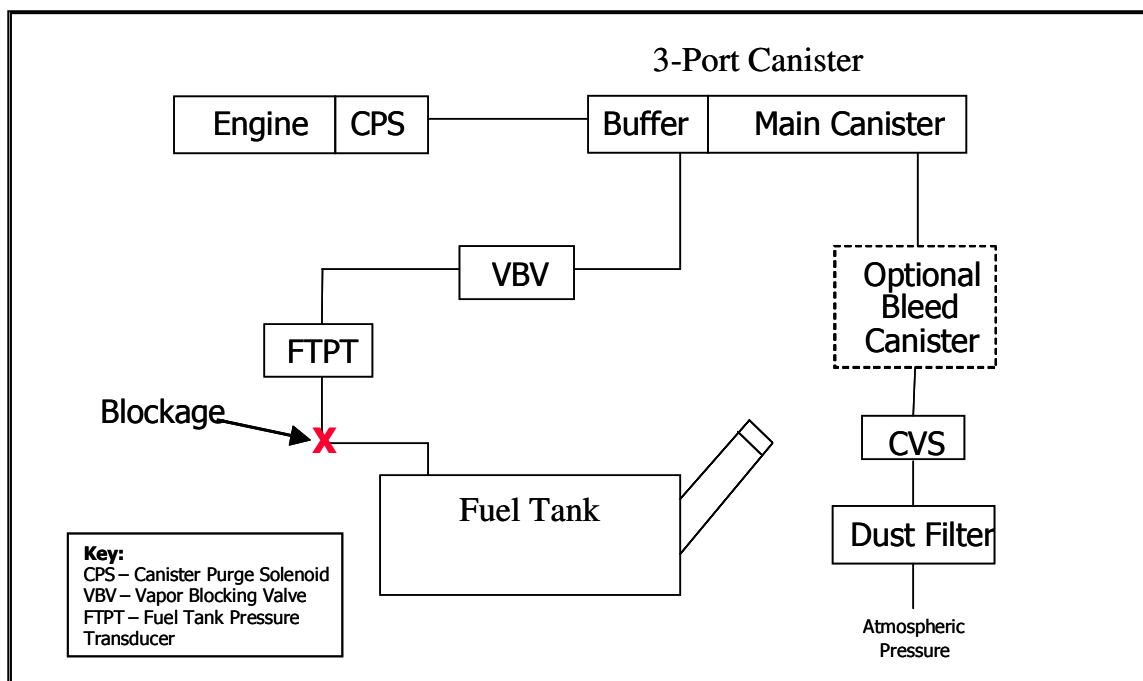 3-Port Canister
Engine
CPS
Buffer
Main Canister
VBV
Optional
Bleed
Canister
FTPT
Blockage
X
CVS
Fuel Tank
Dust Filter
Key:
CPS – Canister Purge Solenoid
VBV – Vapor Blocking Valve
FTPT – Fuel Tank Pressure
Transducer
Atmospheric
Pressure